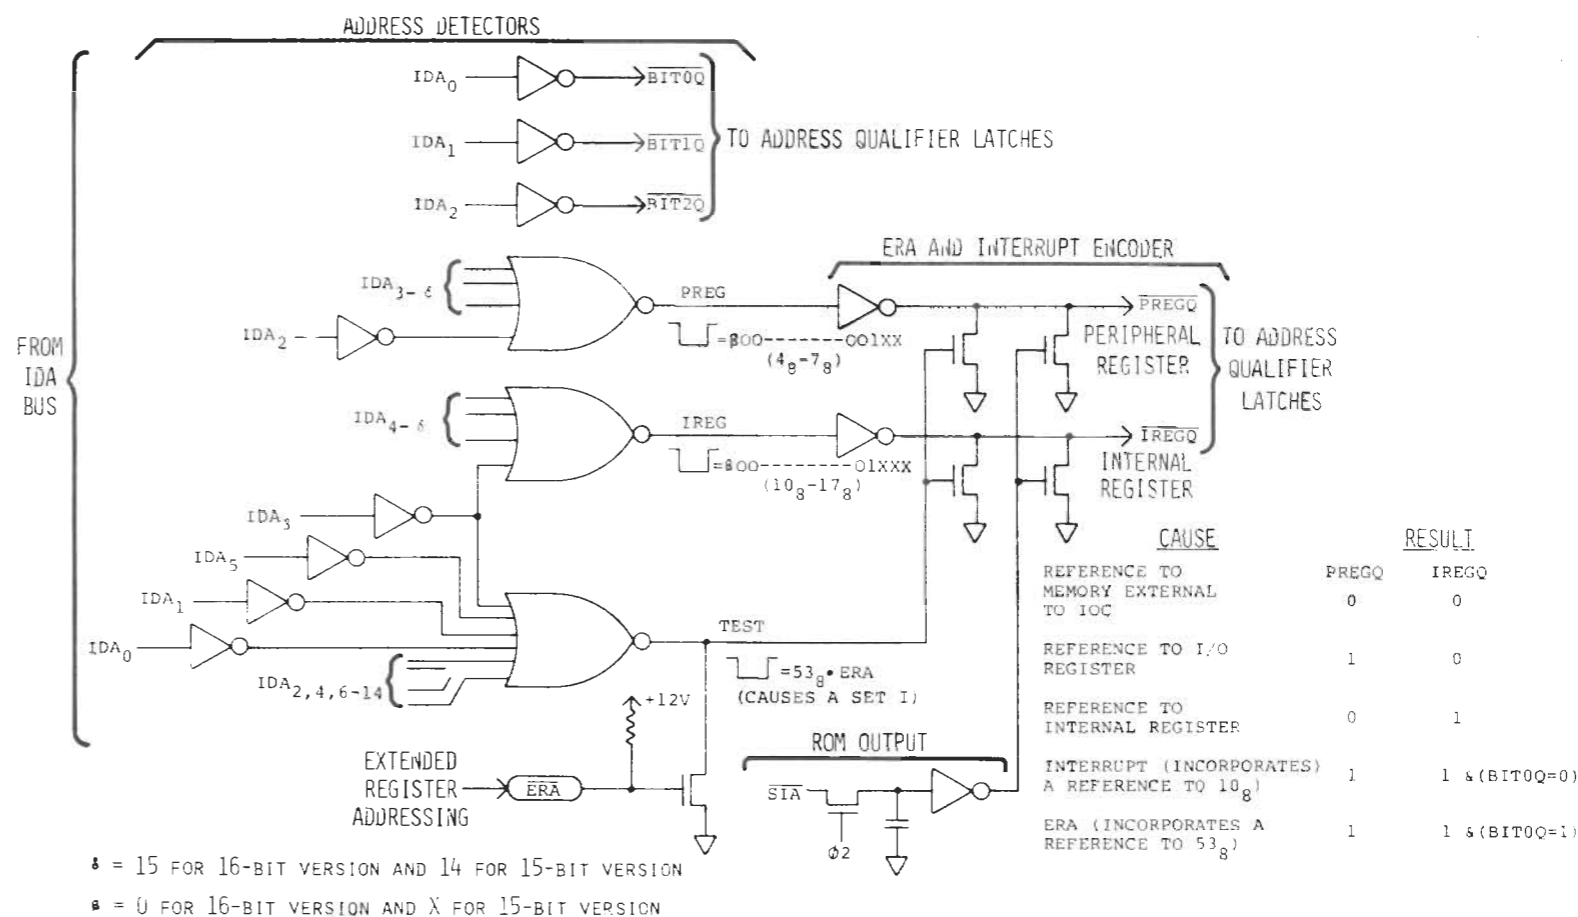 ADDRESS DETECTORS
IDA0
BIT0Q
IDA1
BIT1Q
TO ADDRESS QUALIFIER LATCHES
IDA2
BIT2Q
ERA AND INTERRUPT ENCODER
IDA3-δ
PREG
PREGQ
IDA2
=β00-------001XX
(48-78)
PERIPHERAL
REGISTER
TO ADDRESS
QUALIFIER
LATCHES
FROM
IDA
BUS
IDA4-δ
IREG
IREGQ
=β00--------01XXX
(108-178)
INTERNAL
REGISTER
IDA3
IDA5
IDA1
IDA0
TEST
IDA2,4,6-14
=538•ERA
(CAUSES A SET I)
+12V
EXTENDED
REGISTER
ADDRESSING
ERA
ROM OUTPUT
SIA
Ø2
CAUSE RESULT
PREGQ IREGQ
REFERENCE TO
MEMORY EXTERNAL
TO IOC 0 0
REFERENCE TO I/O
REGISTER 1 0
REFERENCE TO
INTERNAL REGISTER 0 1
INTERRUPT (INCORPORATES)
A REFERENCE TO 108) 1 1 &(BIT0Q=0)
ERA (INCORPORATES A
REFERENCE TO 538) 1 1 &(BIT0Q=1)
δ = 15 FOR 16-BIT VERSION AND 14 FOR 15-BIT VERSION
β = 0 FOR 16-BIT VERSION AND X FOR 15-BIT VERSION